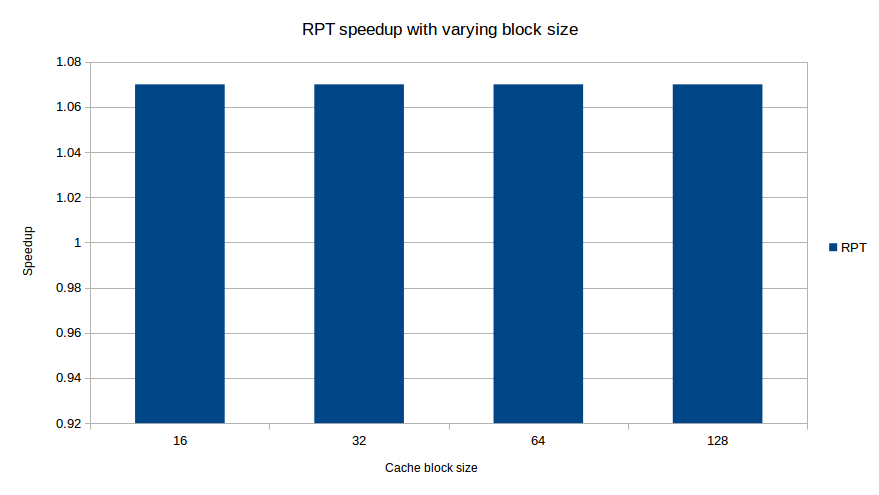 RPT speedup with varying block size
1.08
1.06
1.04
1.02
1
0.98
0.96
0.94
0.92
Speedup
16 32 64 128
Cache block size
RPT